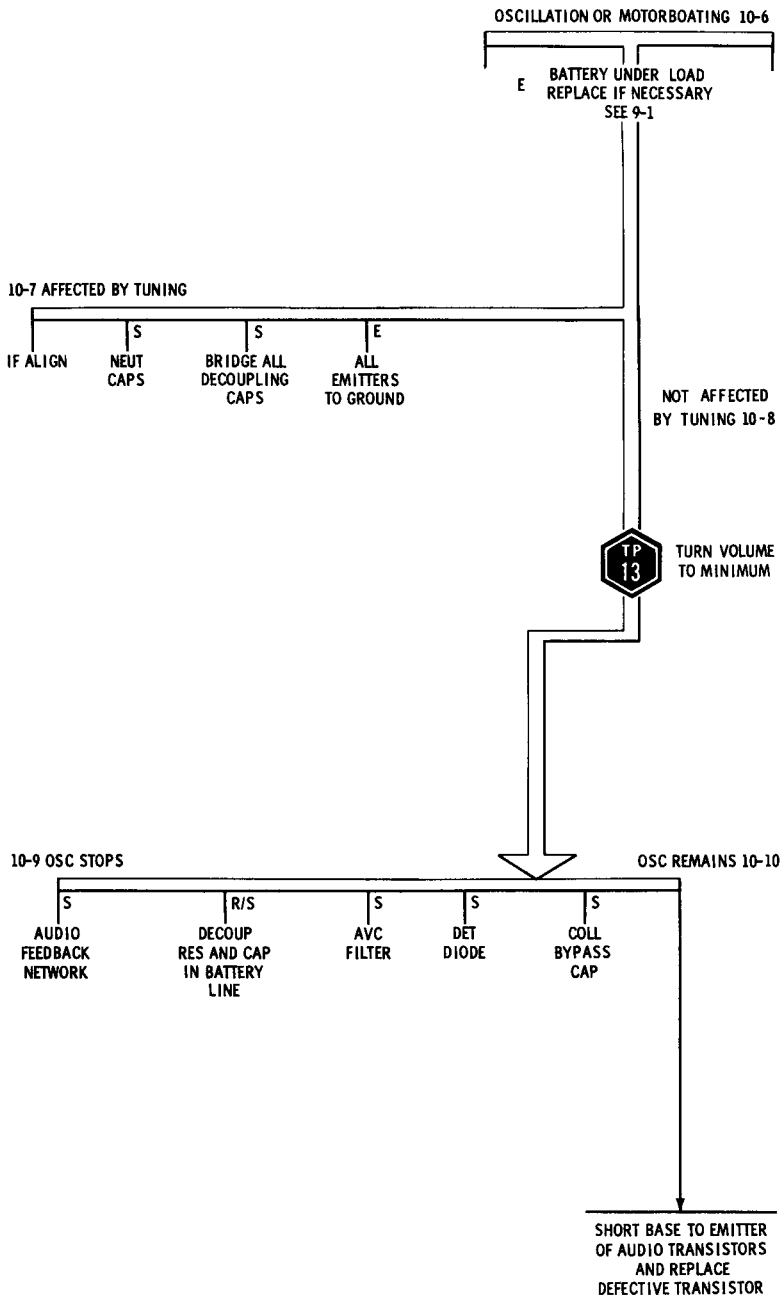 OSCILLATION OR MOTORBOATING 10-6
E
BATTERY UNDER LOAD
REPLACE IF NECESSARY
SEE 9-1
10-7 AFFECTED BY TUNING
IF ALIGN
S
NEUT
CAPS
S
BRIDGE ALL
DECOUPLING
CAPS
E
ALL
EMITTERS
TO GROUND
NOT AFFECTED
BY TUNING 10-8
TP
13
TURN VOLUME
TO MINIMUM
10-9 OSC STOPS
OSC REMAINS 10-10
S
AUDIO
FEEDBACK
NETWORK
R/S
DECOUP
RES AND CAP
IN BATTERY
LINE
S
AVC
FILTER
S
DET
DIODE
S
COLL
BYPASS
CAP
SHORT BASE TO EMITTER
OF AUDIO TRANSISTORS
AND REPLACE
DEFECTIVE TRANSISTOR